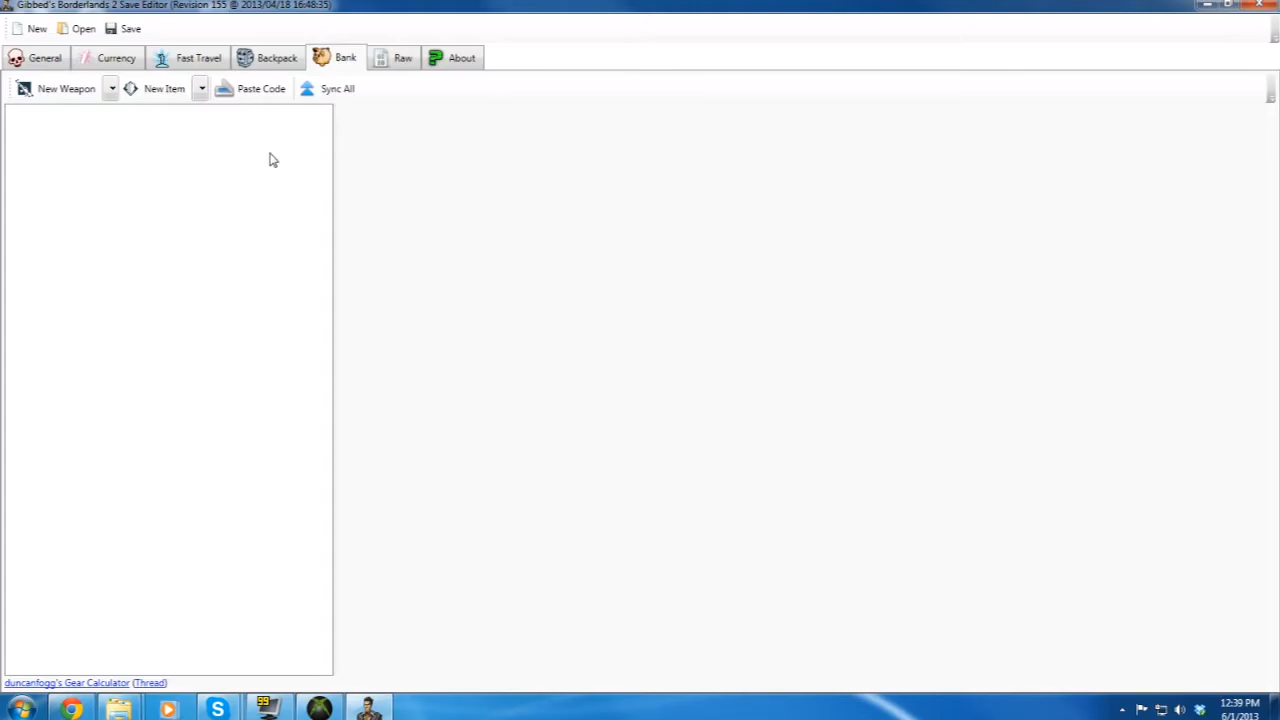 Gibbed's Borderlands 2 Save Editor (Revision 155 @ 2013/04/18 16:48:35)
New Open Save
General Currency Fast Travel Backpack Bank Raw About
New Weapon New Item Paste Code Sync All
duncanfogg's Gear Calculator (Thread)
99
12:39 PM
6/1/2013